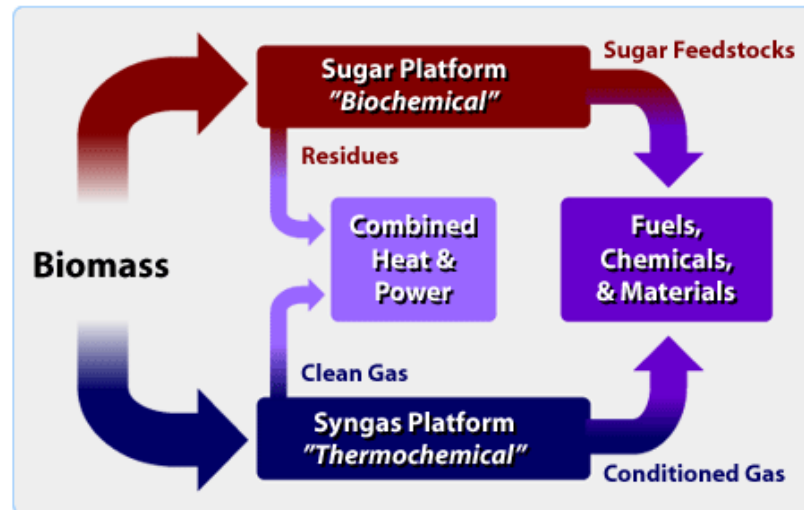 Sugar Platform
”Biochemical”
Sugar Feedstocks
Residues
Combined
Heat &
Power
Fuels,
Chemicals,
& Materials
Biomass
Clean Gas
Syngas Platform
”Thermochemical”
Conditioned Gas